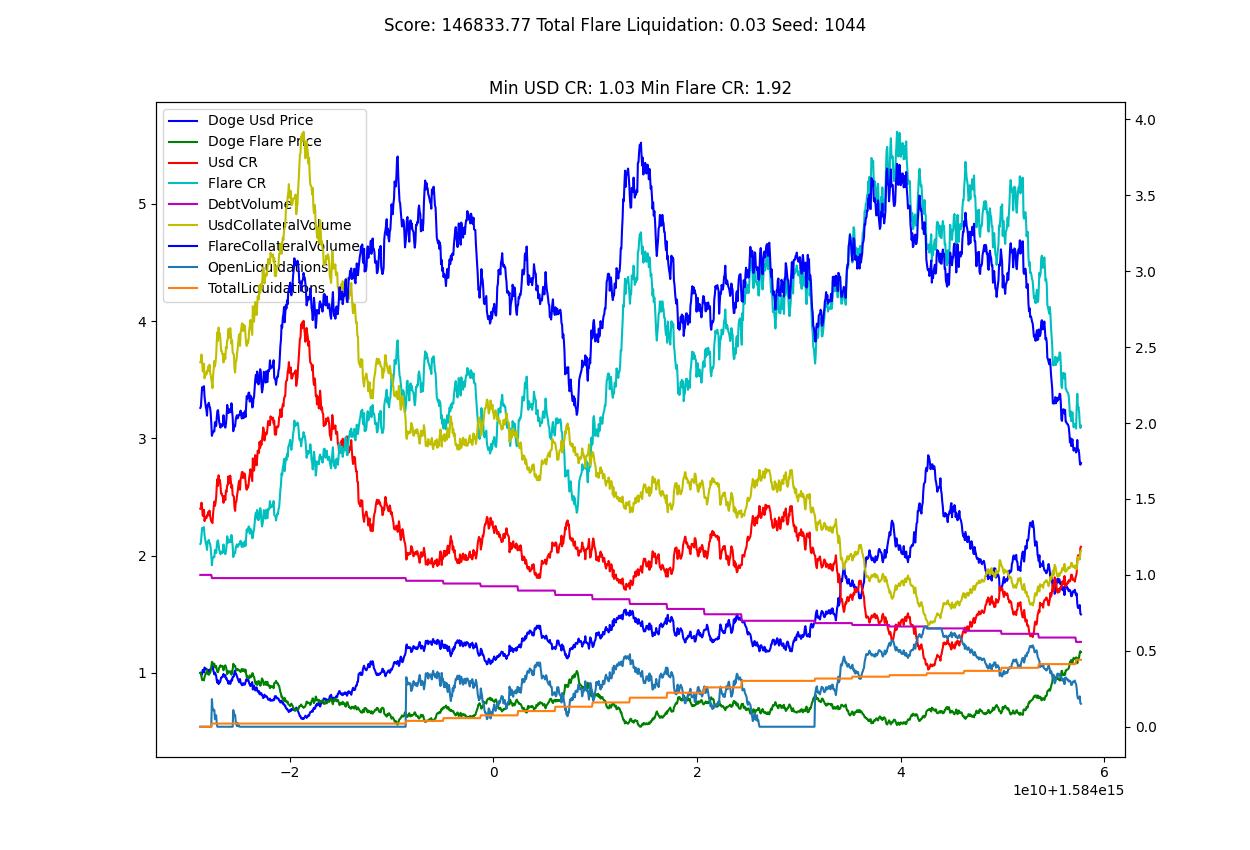 Score: 146833.77 Total Flare Liquidation: 0.03 Seed: 1044
Min USD CR: 1.03 Min Flare CR: 1.92
Doge Usd Price
Doge Flare Price
Usd CR
Flare CR
DebtVolume
UsdCollateralVolume
FlareCollateralVolume
OpenLiquidations
TotalLiquidations
5
4
3
2
1
4.0
3.5
3.0
2.5
2.0
1.5
1.0
0.5
0.0
−2 0 2 4 6
1e10+1.584e15